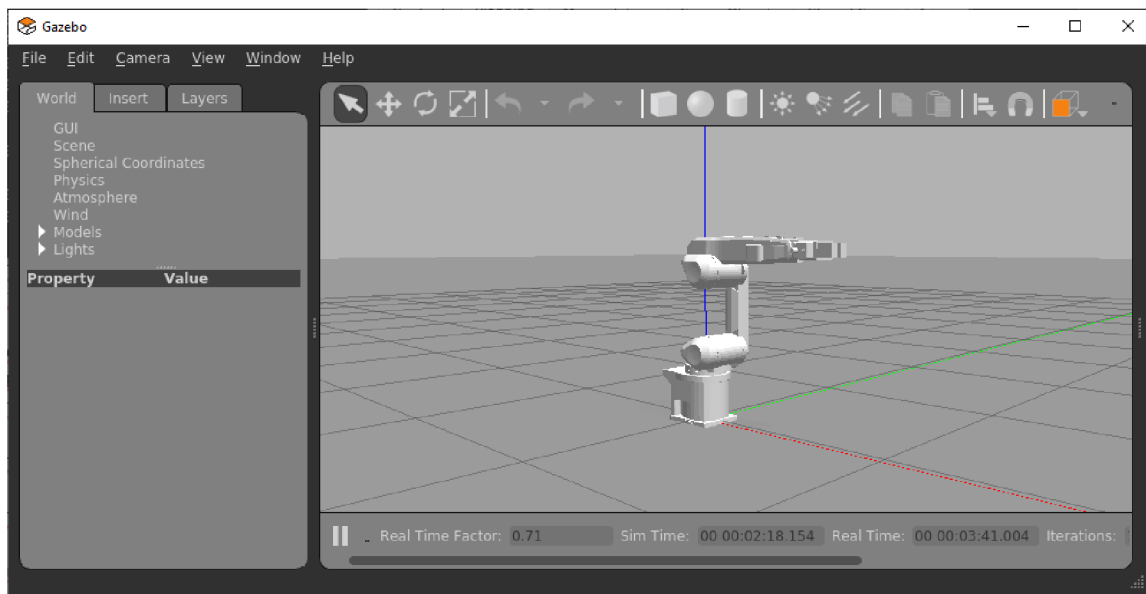 Gazebo
File Edit Camera View Window Help
World Insert Layers
GUI
Scene
Spherical Coordinates
Physics
Atmosphere
Wind
Models
Lights
Property Value
Real Time Factor: 0.71 Sim Time: 00 00:02:18.154 Real Time: 00 00:03:41.004 Iterations: